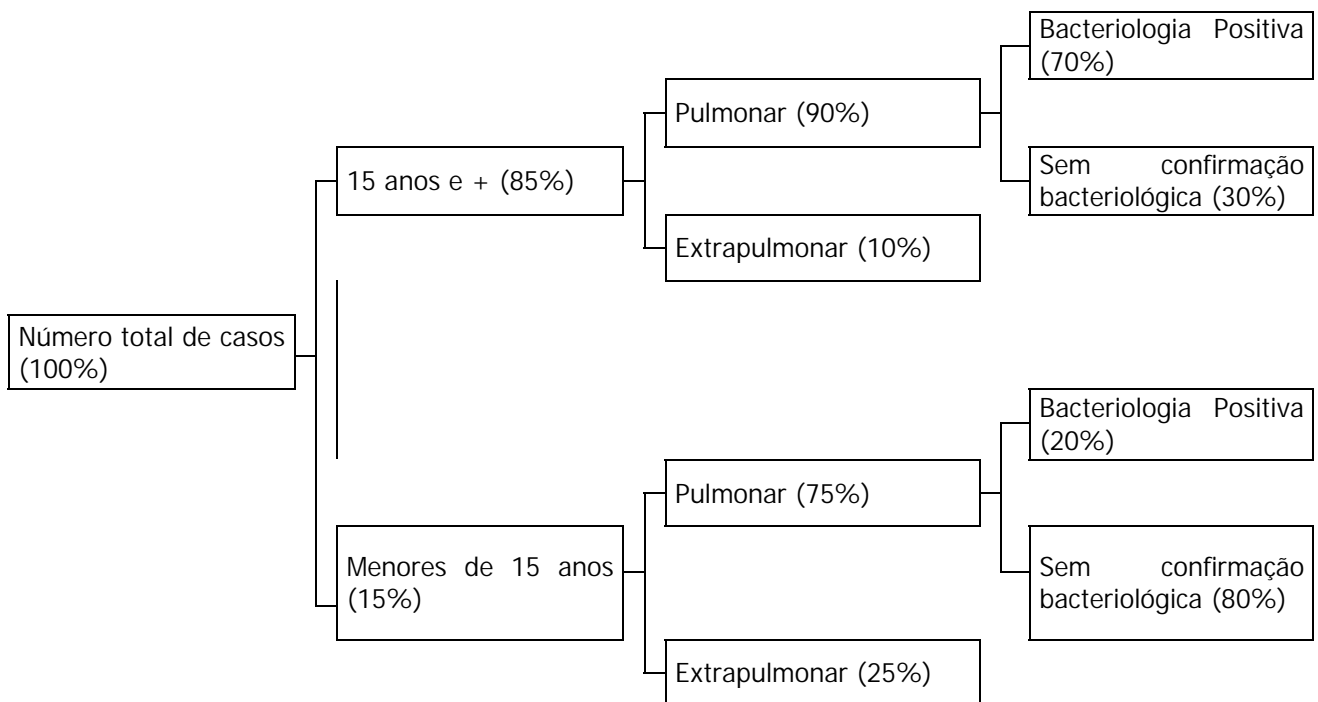 Bacteriologia Positiva
(70%)
Pulmonar (90%)
15 anos e + (85%)
Sem confirmação
bacteriológica (30%)
Extrapulmonar (10%)
Número total de casos
(100%)
Bacteriologia Positiva
(20%)
Pulmonar (75%)
Menores de 15 anos
(15%)
Sem confirmação
bacteriológica (80%)
Extrapulmonar (25%)